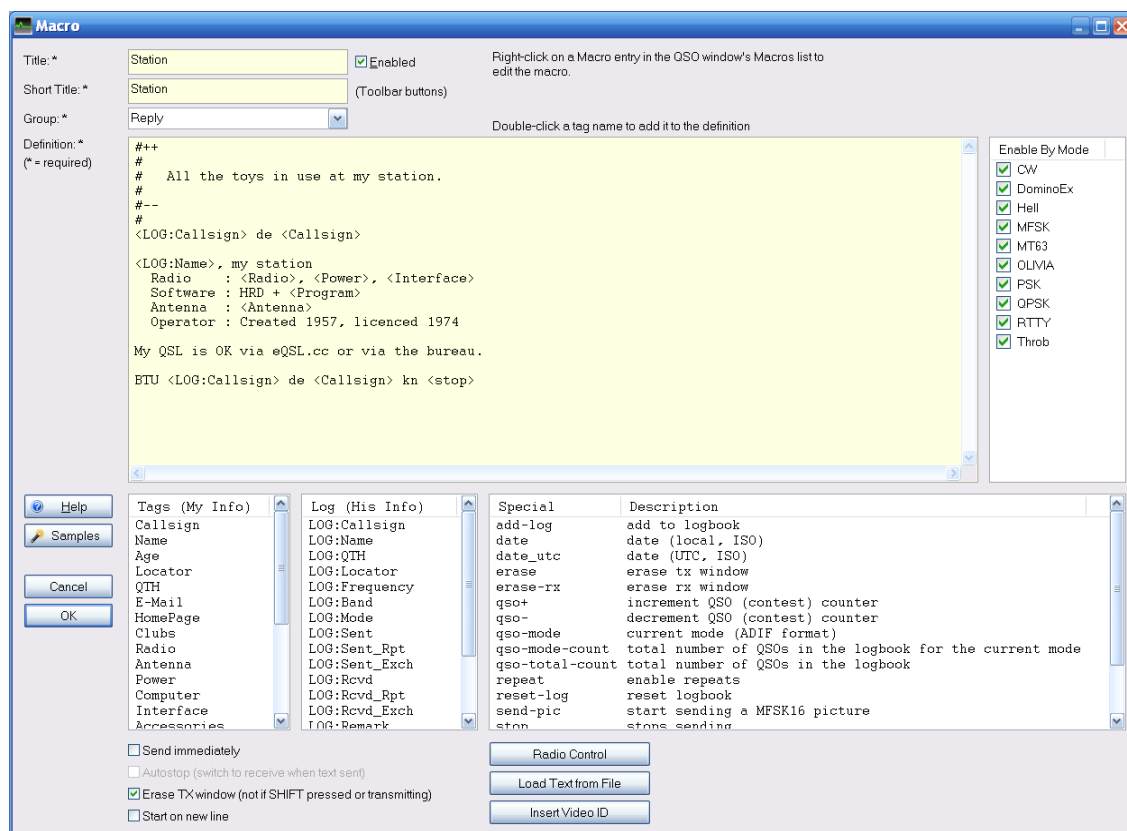 Macro
Title: *
Station
Enabled
Right-click on a Macro entry in the QSO window's Macros list to
edit the macro.
Short Title: *
Station
(Toolbar buttons)
Group: *
Reply
Double-click a tag name to add it to the definition
Definition: *
(* = required)
#++
#
#   All the toys in use at my station.
#
#--
#
<LOG:Callsign> de <Callsign>
<LOG:Name>, my station
  Radio    : <Radio>, <Power>, <Interface>
  Software : HRD + <Program>
  Antenna  : <Antenna>
  Operator : Created 1957, licenced 1974
My QSL is OK via eQSL.cc or via the bureau.
BTU <LOG:Callsign> de <Callsign> kn <stop>
Enable By Mode
CW
DominoEx
Hell
MFSK
MT63
OLIVIA
PSK
QPSK
RTTY
Throb
Help
Samples
Cancel
OK
Tags (My Info)
Callsign
Name
Age
Locator
QTH
E-Mail
HomePage
Clubs
Radio
Antenna
Power
Computer
Interface
Accessories
Log (His Info)
LOG:Callsign
LOG:Name
LOG:QTH
LOG:Locator
LOG:Frequency
LOG:Band
LOG:Mode
LOG:Sent
LOG:Sent_Rpt
LOG:Sent_Exch
LOG:Rcvd
LOG:Rcvd_Rpt
LOG:Rcvd_Exch
LOG:Remark
Special Description
add-log add to logbook
date date (local, ISO)
date_utc date (UTC, ISO)
erase erase tx window
erase-rx erase rx window
qso+ increment QSO (contest) counter
qso- decrement QSO (contest) counter
qso-mode current mode (ADIF format)
qso-mode-count total number of QSOs in the logbook for the current mode
qso-total-count total number of QSOs in the logbook
repeat enable repeats
reset-log reset logbook
send-pic start sending a MFSK16 picture
stop stops sending
Send immediately
Autostop (switch to receive when text sent)
Erase TX window (not if SHIFT pressed or transmitting)
Start on new line
Radio Control
Load Text from File
Insert Video ID